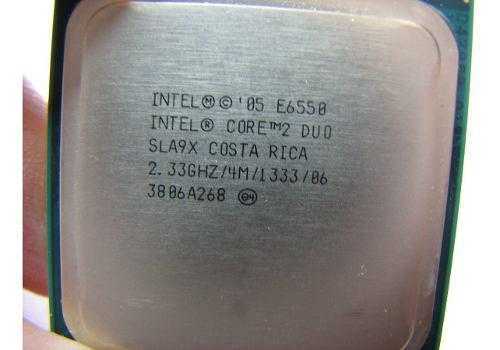 INTEL Ⓜ © '05 E6550
INTEL® CORE™2 DUO
SLA9X COSTA RICA
2.33GHZ/4M/1333/06
3806A268 ⓔ4